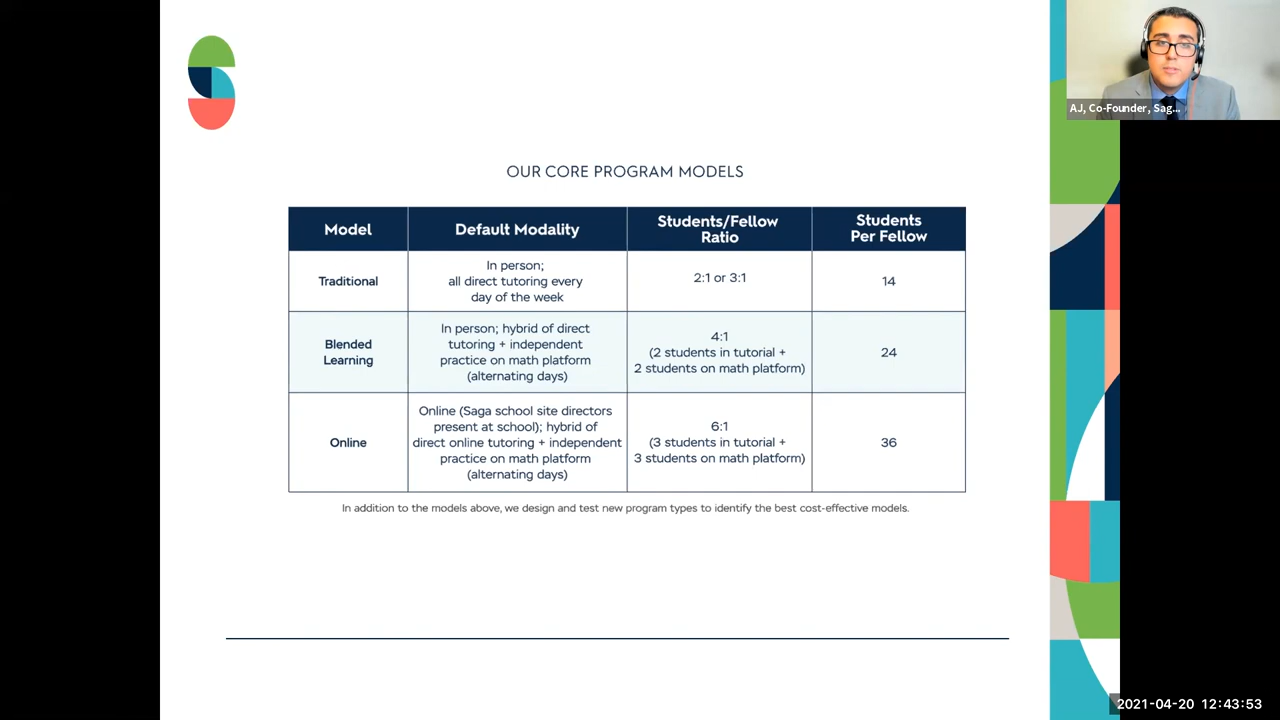 AJ, Co-Founder, Sag...
OUR CORE PROGRAM MODELS
Model
Default Modality
Students/Fellow
Ratio
Students
Per Fellow
Traditional
In person;
all direct tutoring every
day of the week
2:1 or 3:1
14
Blended
Learning
In person; hybrid of direct
tutoring + independent
practice on math platform
(alternating days)
4:1
(2 students in tutorial +
2 students on math platform)
24
Online
Online (Saga school site directors
present at school); hybrid of
direct online tutoring + independent
practice on math platform
(alternating days)
6:1
(3 students in tutorial +
3 students on math platform)
36
In addition to the models above, we design and test new program types to identify the best cost-effective models.
2021-04-20 12:43:53